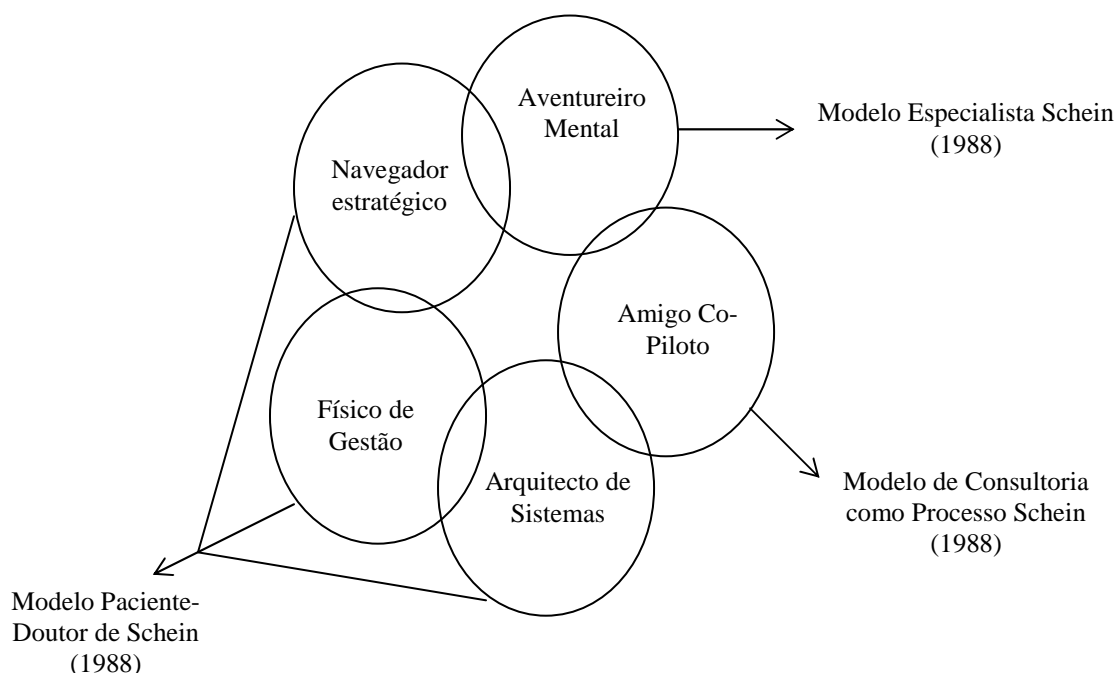 Aventureiro
Mental
Modelo Especialista Schein
(1988)
Navegador
estratégico
Amigo Co-
Piloto
Físico de
Gestão
Arquitecto de
Sistemas
Modelo de Consultoria
como Processo Schein
(1988)
Modelo Paciente-
Doutor de Schein
(1988)